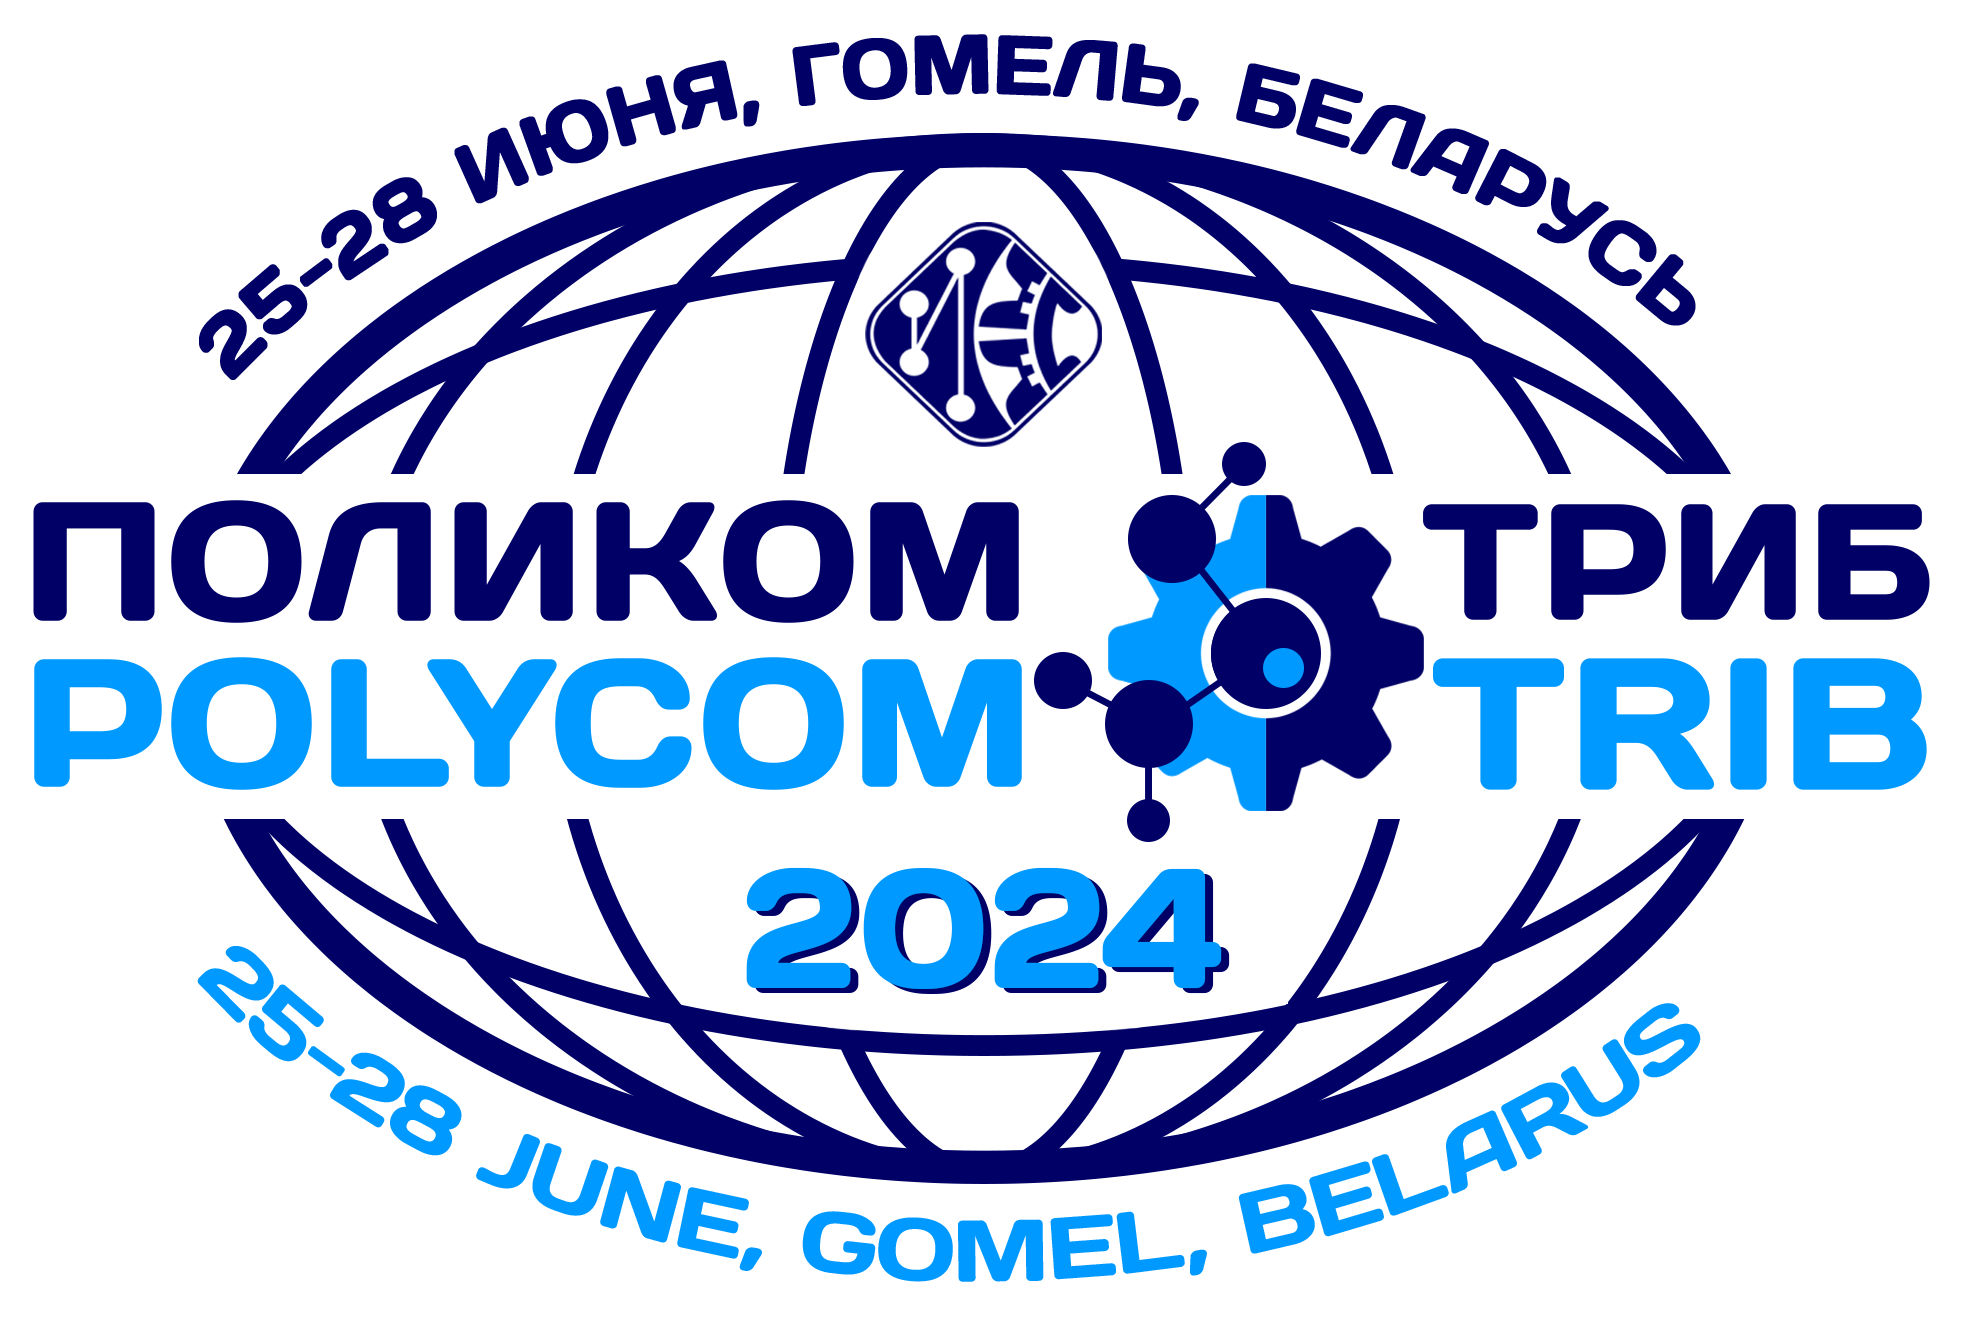 25-28 ИЮНЯ, ГОМЕЛЬ, БЕЛАРУСЬ
ПОЛИКОМ ТРИБ
POLYCOM TRIB
2024
25-28 JUNE, GOMEL, BELARUS